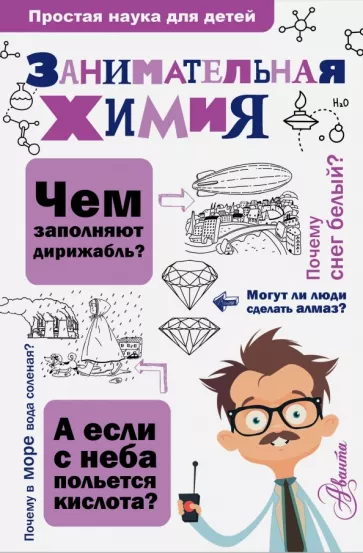 Простая наука для детей
ЗАНИМАТЕЛЬНАЯ
ХИМИЯ
H₂O
Чем
заполняют
дирижабль?
Почему
снег белый?
Могут ли люди
сделать алмаз?
Почему в море вода соленая?
А если
с неба
польется
кислота?
Аванта